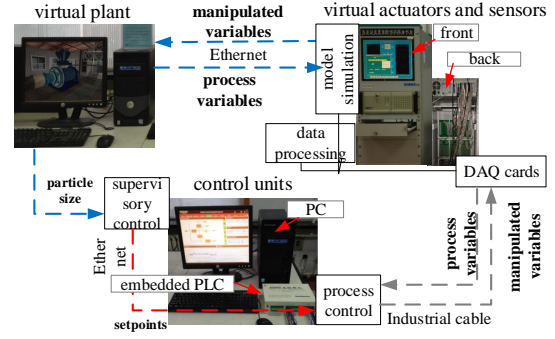 virtual plant
manipulated
variables
Ethernet
process
variables
virtual actuators and sensors
model
simulation
front
back
data
processing
DAQ cards
particle
size
supervi
sory
control
control units
PC
Ether
net
embedded PLC
setpoints
process
control
process
variables
manipulated
variables
Industrial cable